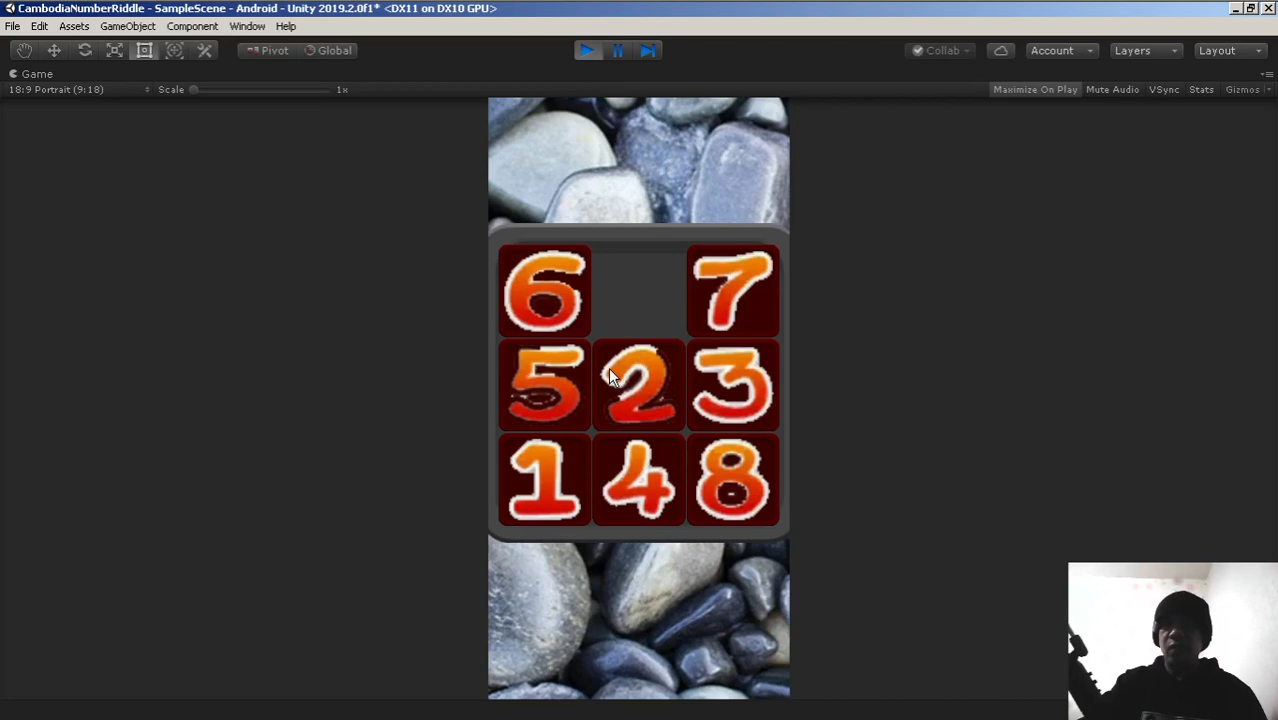 CambodiaNumberRiddle - SampleScene - Android - Unity 2019.2.0f1* <DX11 on DX10 GPU>
File Edit Assets GameObject Component Window Help
Pivot Global Collab Account Layers Layout
Game
18:9 Portrait (9:18) Scale 1x Maximize On Play Mute Audio VSync Stats Gizmos
6 7
5 2 3
1 4 8